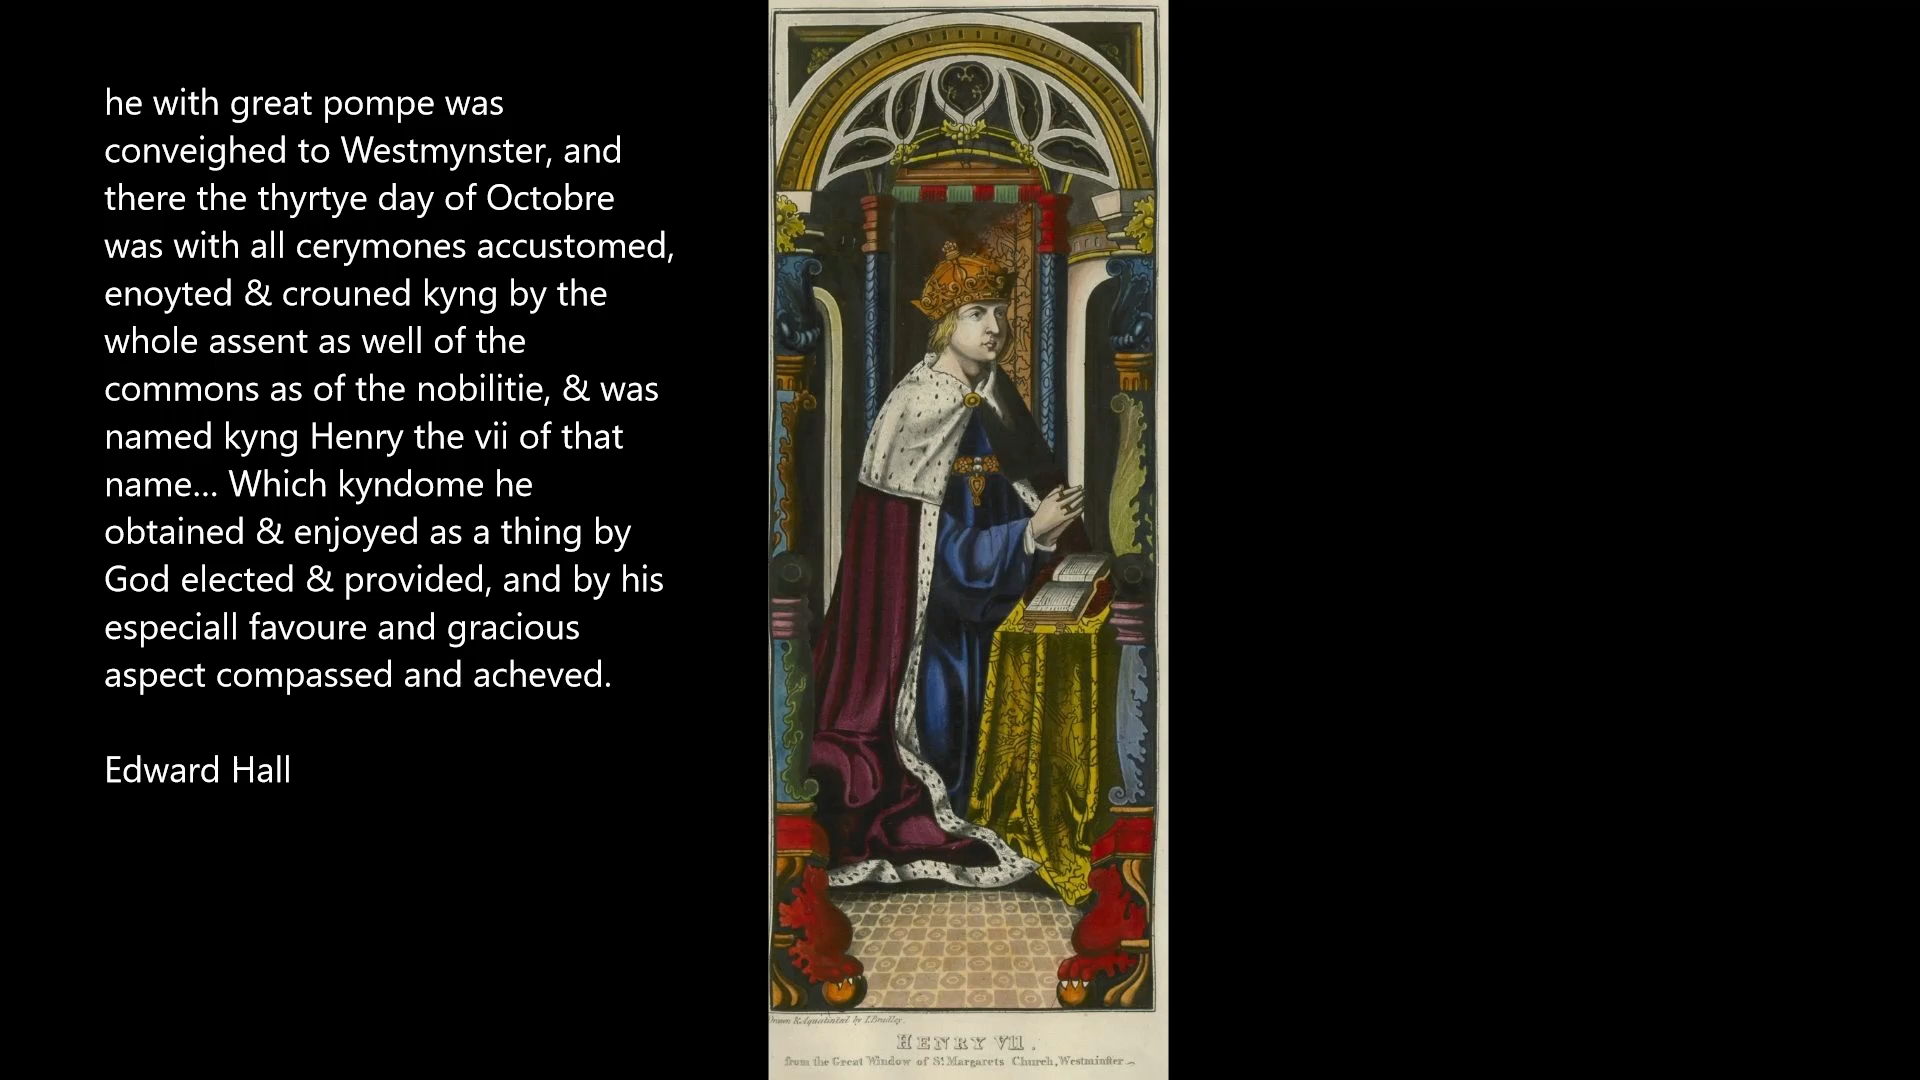 he with great pompe was
conveighed to Westmynster, and
there the thyrtye day of Octobre
was with all cerymones accustomed,
enoyted & crouned kyng by the
whole assent as well of the
commons as of the nobilitie, & was
named kyng Henry the vii of that
name... Which kyndome he
obtained & enjoyed as a thing by
God elected & provided, and by his
especiall favoure and gracious
aspect compassed and acheved.
Edward Hall
Drawn & Aquatinted by I. Bradley.
HENRY VII.
from the Great Window of St Margarets Church, Westminster